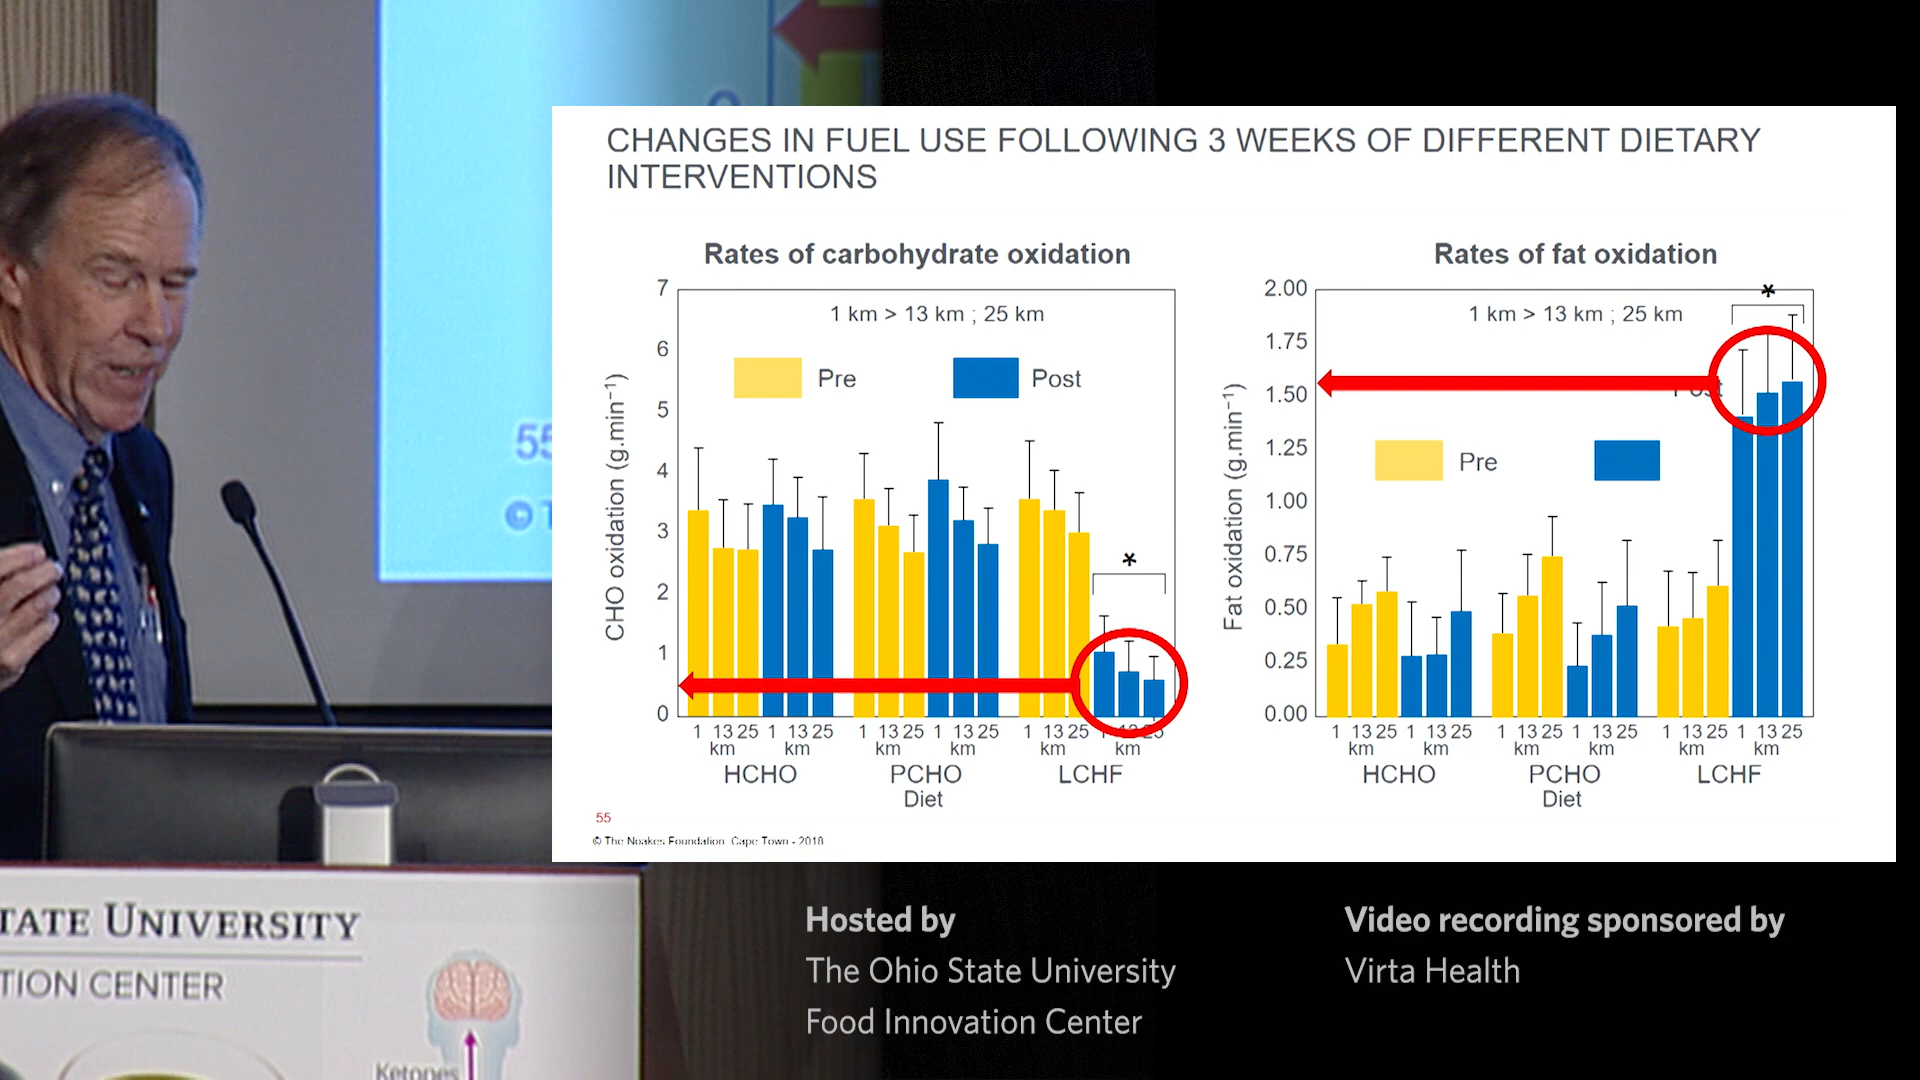 CHANGES IN FUEL USE FOLLOWING 3 WEEKS OF DIFFERENT DIETARY
INTERVENTIONS
Rates of carbohydrate oxidation
7
6
5
4
3
2
1
0
CHO oxidation (g.min⁻¹)
1 km > 13 km ; 25 km
Pre
Post
*
1 13 25 1 13 25 1 13 25 1 13 25 1 13 25
km km km km km km
HCHO PCHO LCHF
Diet
Rates of fat oxidation
2.00
1.75
1.50
1.25
1.00
0.75
0.50
0.25
0.00
Fat oxidation (g.min⁻¹)
*
1 km > 13 km ; 25 km
Post
Pre
1 13 25 1 13 25 1 13 25 1 13 25 1 13 25 1 13 25
km km km km km km
HCHO PCHO LCHF
Diet
55
© The Noakes Foundation Cape Town - 2018
55
© T
TATE UNIVERSITY
TION CENTER
Ketones
Hosted by
The Ohio State University
Food Innovation Center
Video recording sponsored by
Virta Health